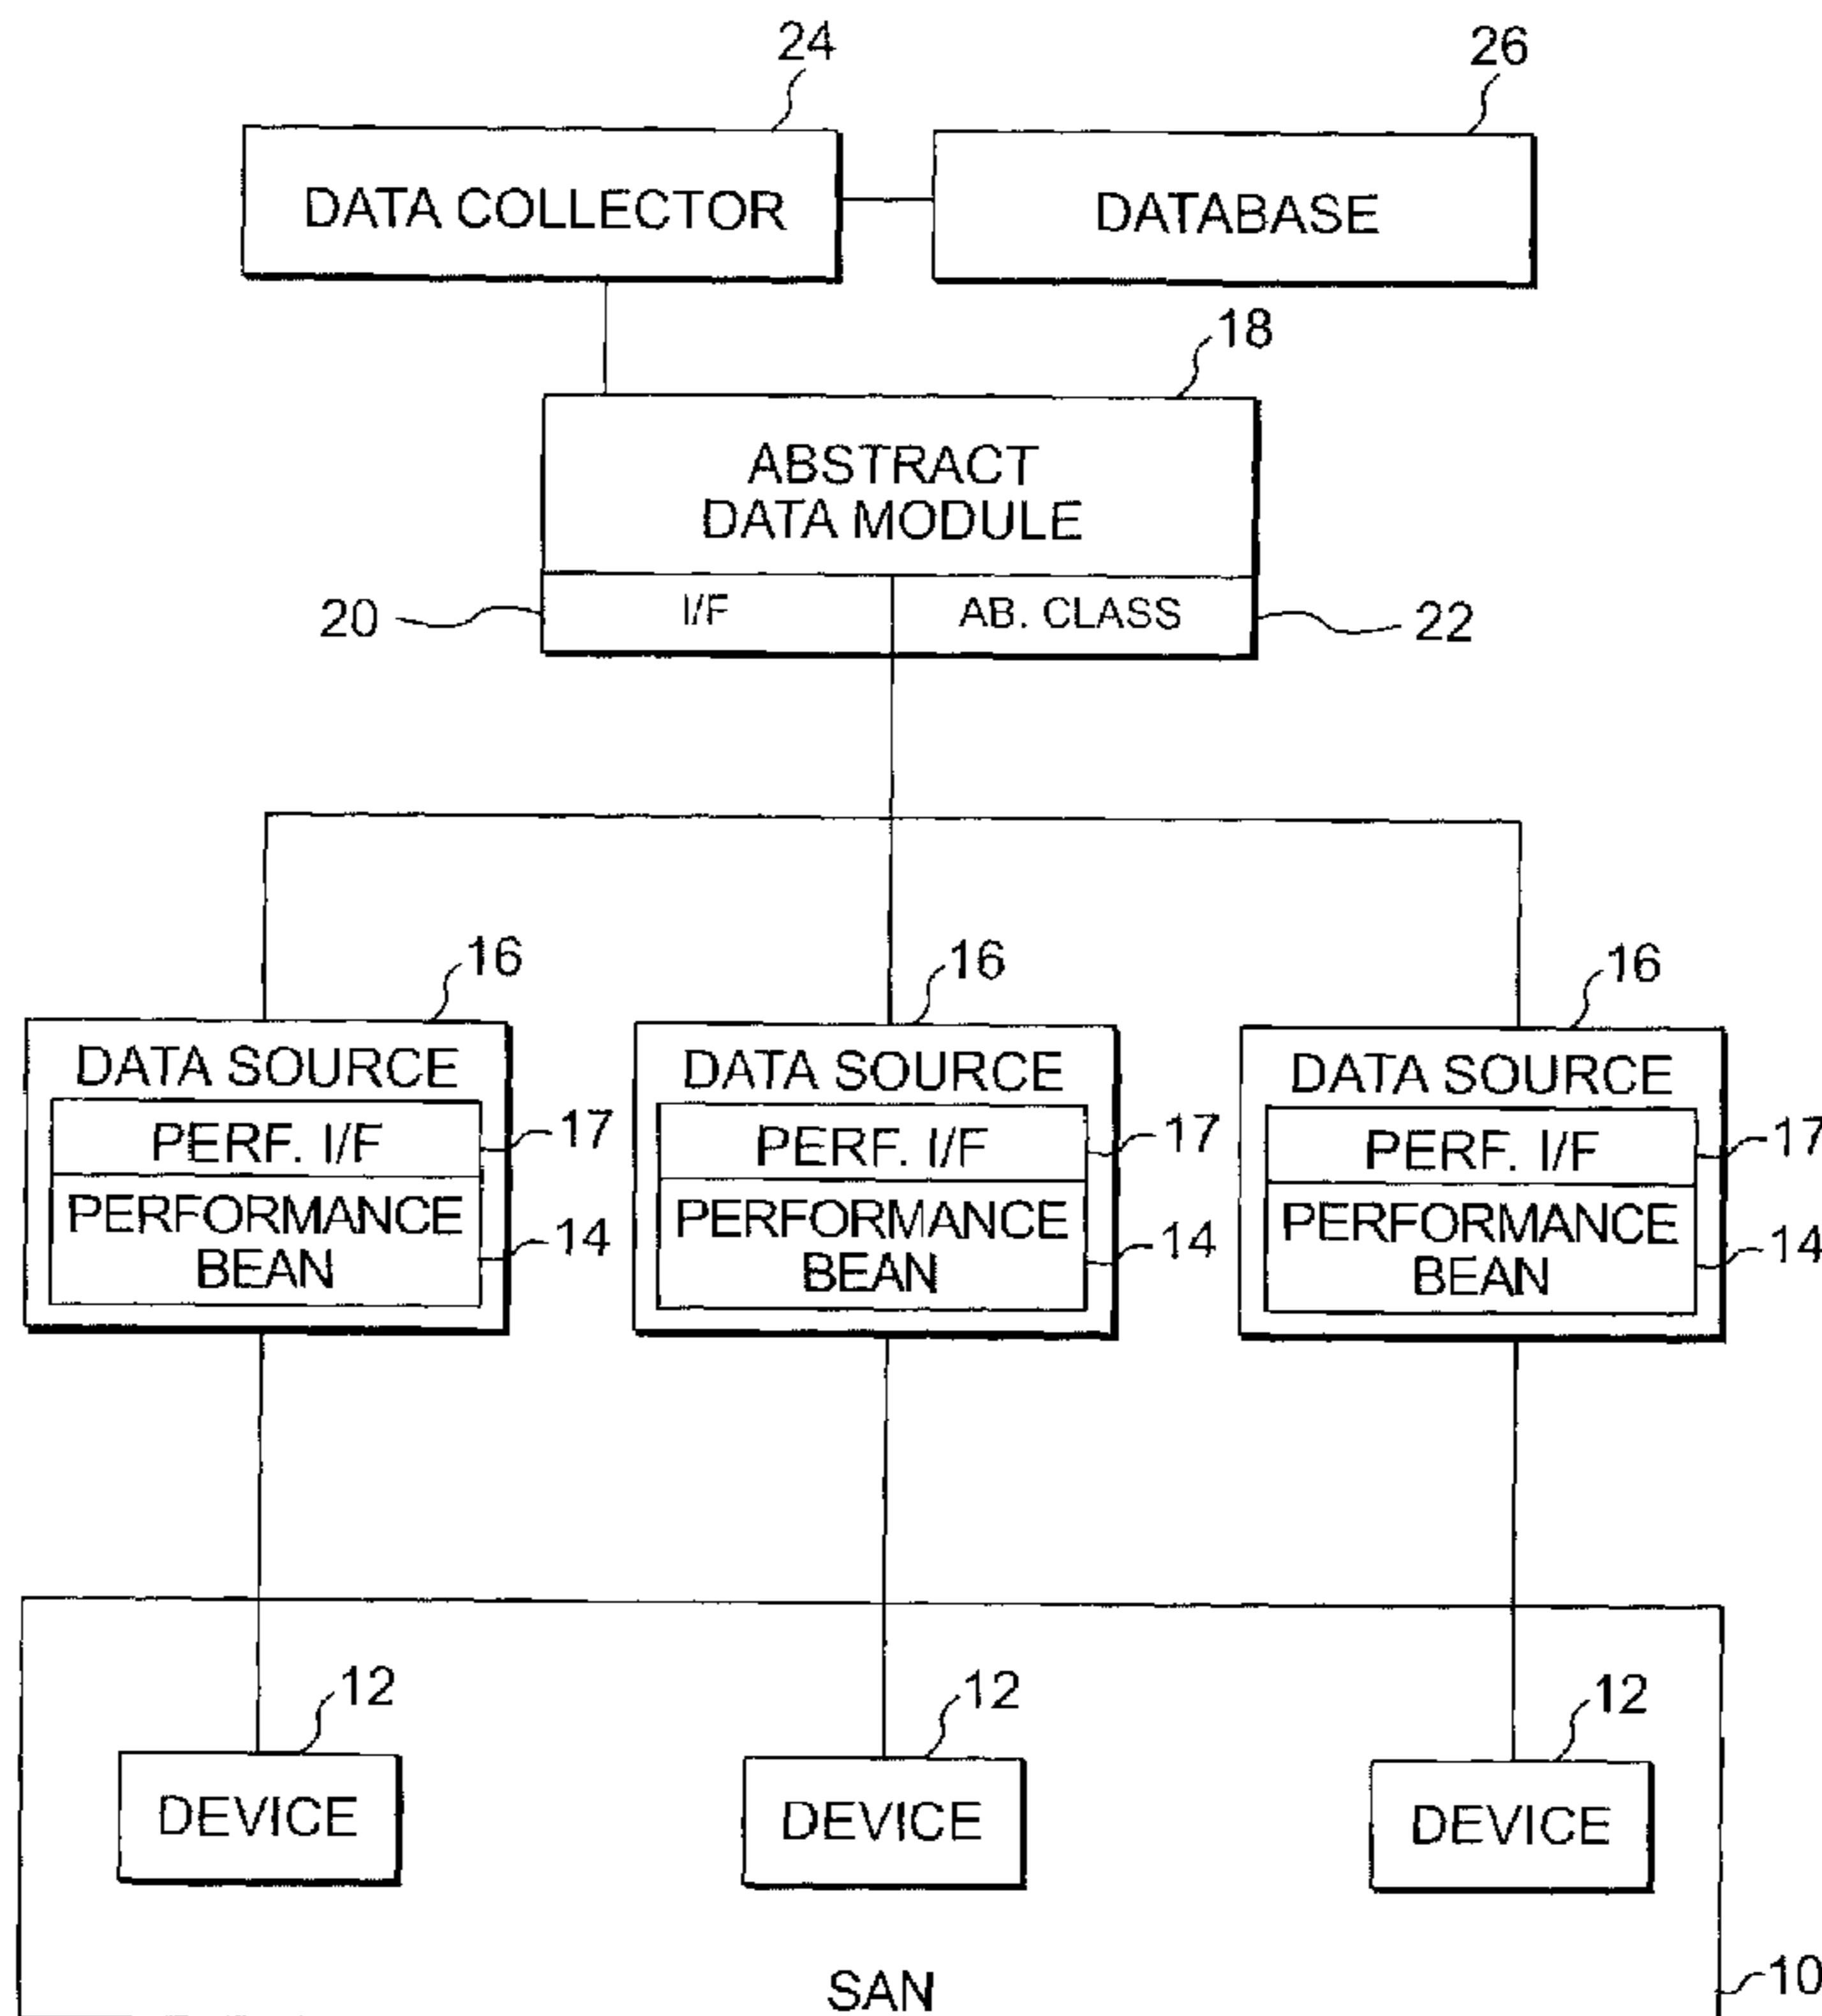 24
26
DATA COLLECTOR
DATABASE
18
ABSTRACT
DATA MODULE
20
I/F
AB. CLASS
22
16
16
16
DATA SOURCE
DATA SOURCE
DATA SOURCE
PERF. I/F
17
PERF. I/F
17
PERF. I/F
17
PERFORMANCE
BEAN
14
PERFORMANCE
BEAN
14
PERFORMANCE
BEAN
14
12
12
12
DEVICE
DEVICE
DEVICE
SAN
10